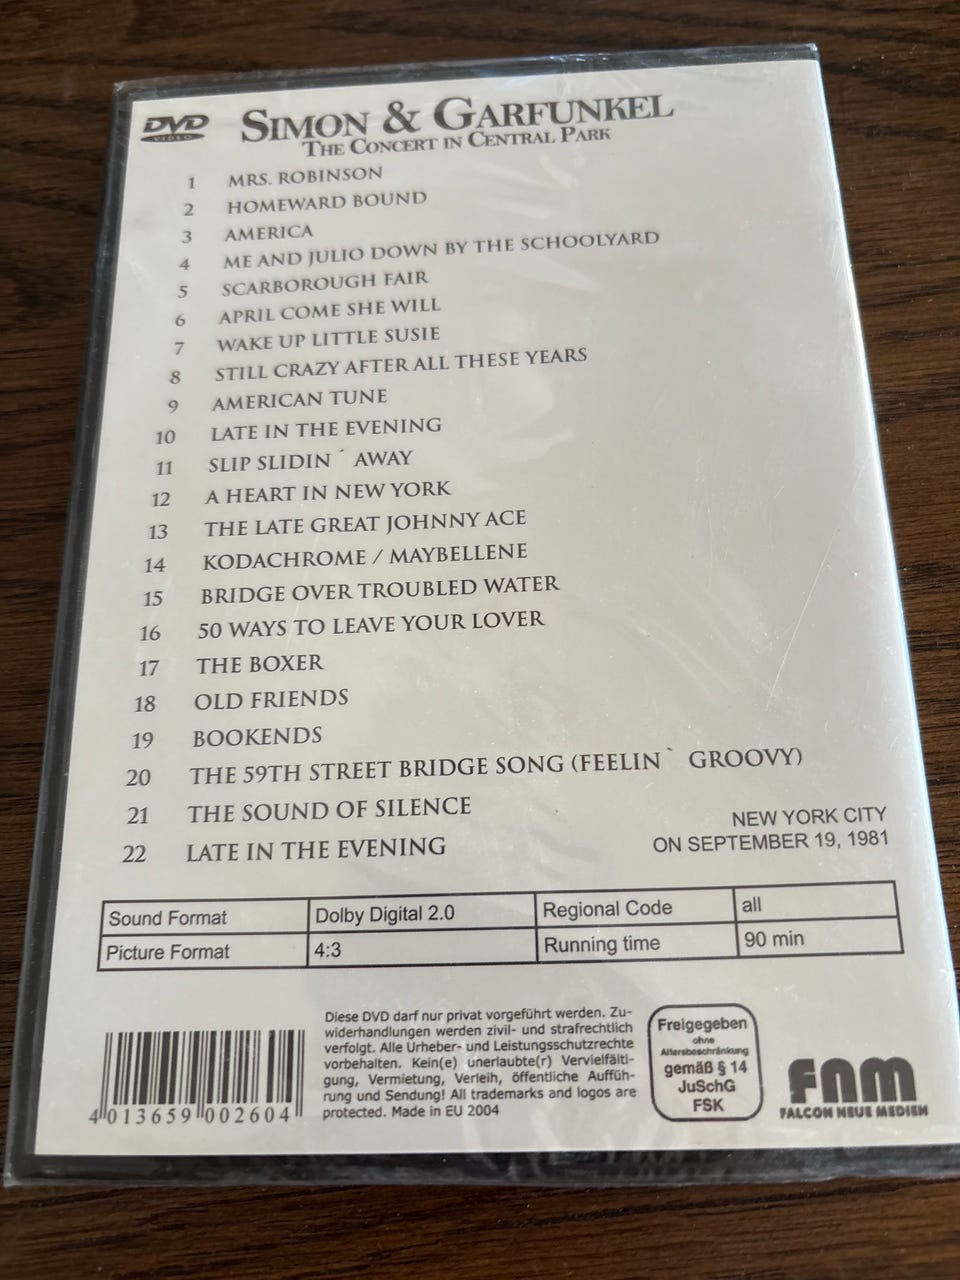 DVD
VIDEO
SIMON & GARFUNKEL
THE CONCERT IN CENTRAL PARK
1 MRS. ROBINSON
2 HOMEWARD BOUND
3 AMERICA
4 ME AND JULIO DOWN BY THE SCHOOLYARD
5 SCARBOROUGH FAIR
6 APRIL COME SHE WILL
7 WAKE UP LITTLE SUSIE
8 STILL CRAZY AFTER ALL THESE YEARS
9 AMERICAN TUNE
10 LATE IN THE EVENING
11 SLIP SLIDIN´ AWAY
12 A HEART IN NEW YORK
13 THE LATE GREAT JOHNNY ACE
14 KODACHROME / MAYBELLENE
15 BRIDGE OVER TROUBLED WATER
16 50 WAYS TO LEAVE YOUR LOVER
17 THE BOXER
18 OLD FRIENDS
19 BOOKENDS
20 THE 59TH STREET BRIDGE SONG (FEELIN` GROOVY)
21 THE SOUND OF SILENCE
22 LATE IN THE EVENING
NEW YORK CITY
ON SEPTEMBER 19, 1981
Sound Format Dolby Digital 2.0 Regional Code all
Picture Format 4:3 Running time 90 min
Diese DVD darf nur privat vorgeführt werden. Zu-
widerhandlungen werden zivil- und strafrechtlich
verfolgt. Alle Urheber- und Leistungsschutzrechte
vorbehalten. Kein(e) unerlaubte(r) Vervielfälti-
gung, Vermietung, Verleih, öffentliche Auffüh-
rung und Sendung! All trademarks and logos are
protected. Made in EU 2004
4 013659 002604
Freigegeben
ohne
Altersbeschränkung
gemäß § 14
JuSchG
FSK
FNM
FALCON NEUE MEDIEN